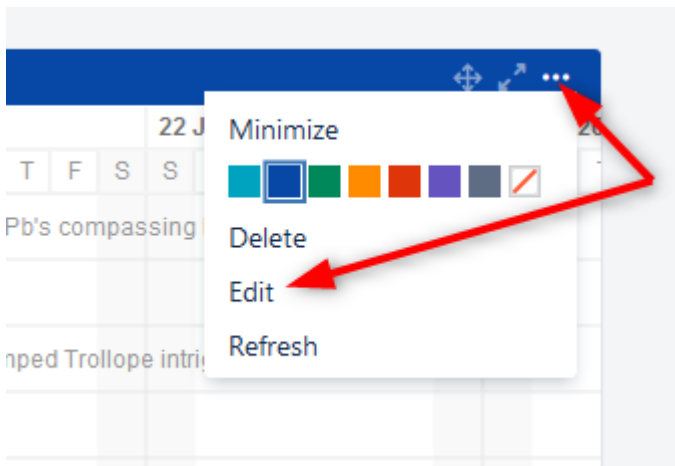 22 J
Minimize
T F S S
Pb's compassing
Delete
Edit
Refresh
mped Trollope intri